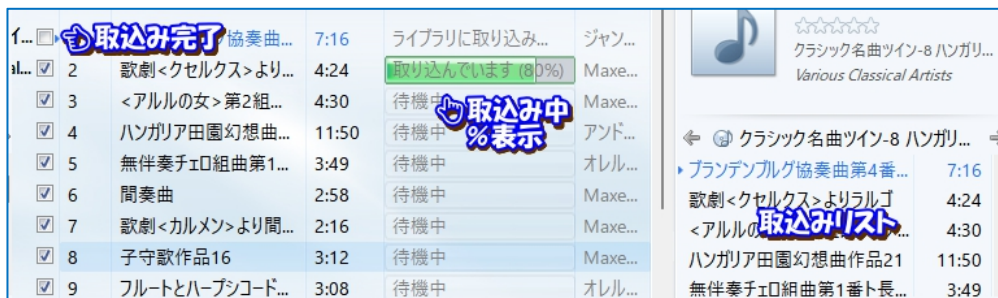 イ... 取込み完了 協奏曲... 7:16 ライブラリに取り込み... ジャン...
al... 2 歌劇<クセルクス>より... 4:24 取り込んでいます (80%) Maxe...
3 <アルルの女>第2組... 4:30 待機中 Maxe...
取込み中
%表示
4 ハンガリア田園幻想曲... 11:50 待機中 アンド...
5 無伴奏チェロ組曲第1... 3:49 待機中 オレル...
6 間奏曲 2:58 待機中 Maxe...
7 歌劇<カルメン>より間... 2:16 待機中 Maxe...
8 子守歌作品16 3:12 待機中 Maxe...
9 フルートとハープシコード... 3:08 待機中 オレル...
☆☆☆☆☆
クラシック名曲ツイン-8 ハンガリ...
Various Classical Artists
クラシック名曲ツイン-8 ハンガリ...
ブランデンブルグ協奏曲第4番... 7:16
歌劇<クセルクス>よりラルゴ 4:24
<アルル 取込みリスト 4:30
ハンガリア田園幻想曲作品21 11:50
無伴奏チェロ組曲第1番ト長... 3:49